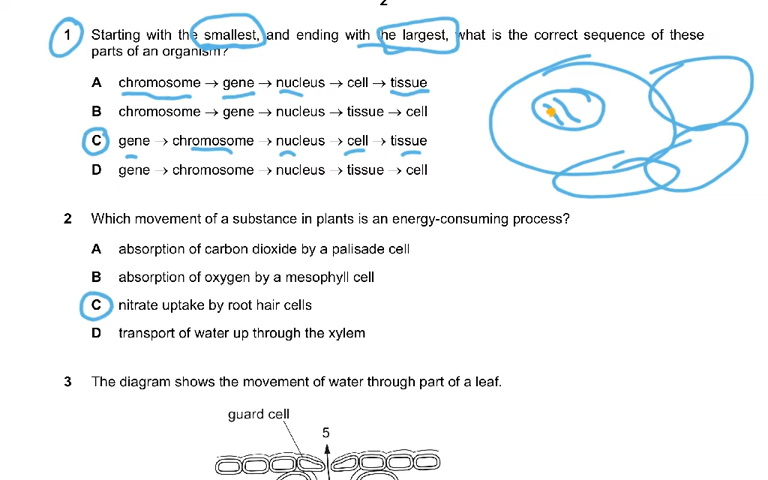 2
1 Starting with the smallest, and ending with the largest, what is the correct sequence of these
parts of an organism?
A chromosome → gene → nucleus → cell → tissue
B chromosome → gene → nucleus → tissue → cell
C gene → chromosome → nucleus → cell → tissue
D gene → chromosome → nucleus → tissue → cell
2 Which movement of a substance in plants is an energy-consuming process?
A absorption of carbon dioxide by a palisade cell
B absorption of oxygen by a mesophyll cell
C nitrate uptake by root hair cells
D transport of water up through the xylem
3 The diagram shows the movement of water through part of a leaf.
guard cell
5